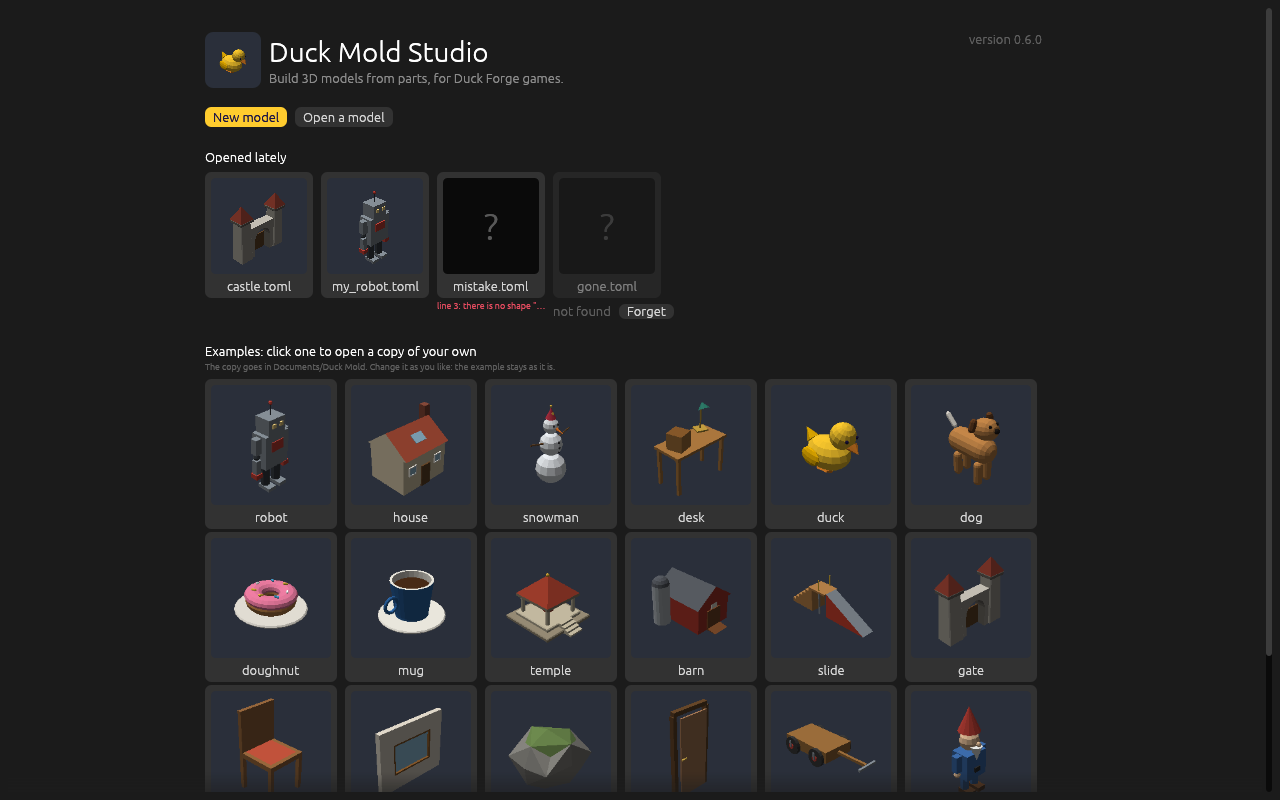 Duck Mold Studio
version 0.6.0
Build 3D models from parts, for Duck Forge games.
New model
Open a model
Opened lately
?
?
castle.toml
my_robot.toml
mistake.toml
gone.toml
line 3: there is no shape "...
not found
Forget
Examples: click one to open a copy of your own
The copy goes in Documents/Duck Mold. Change it as you like: the example stays as it is.
robot
house
snowman
desk
duck
dog
doughnut
mug
temple
barn
slide
gate